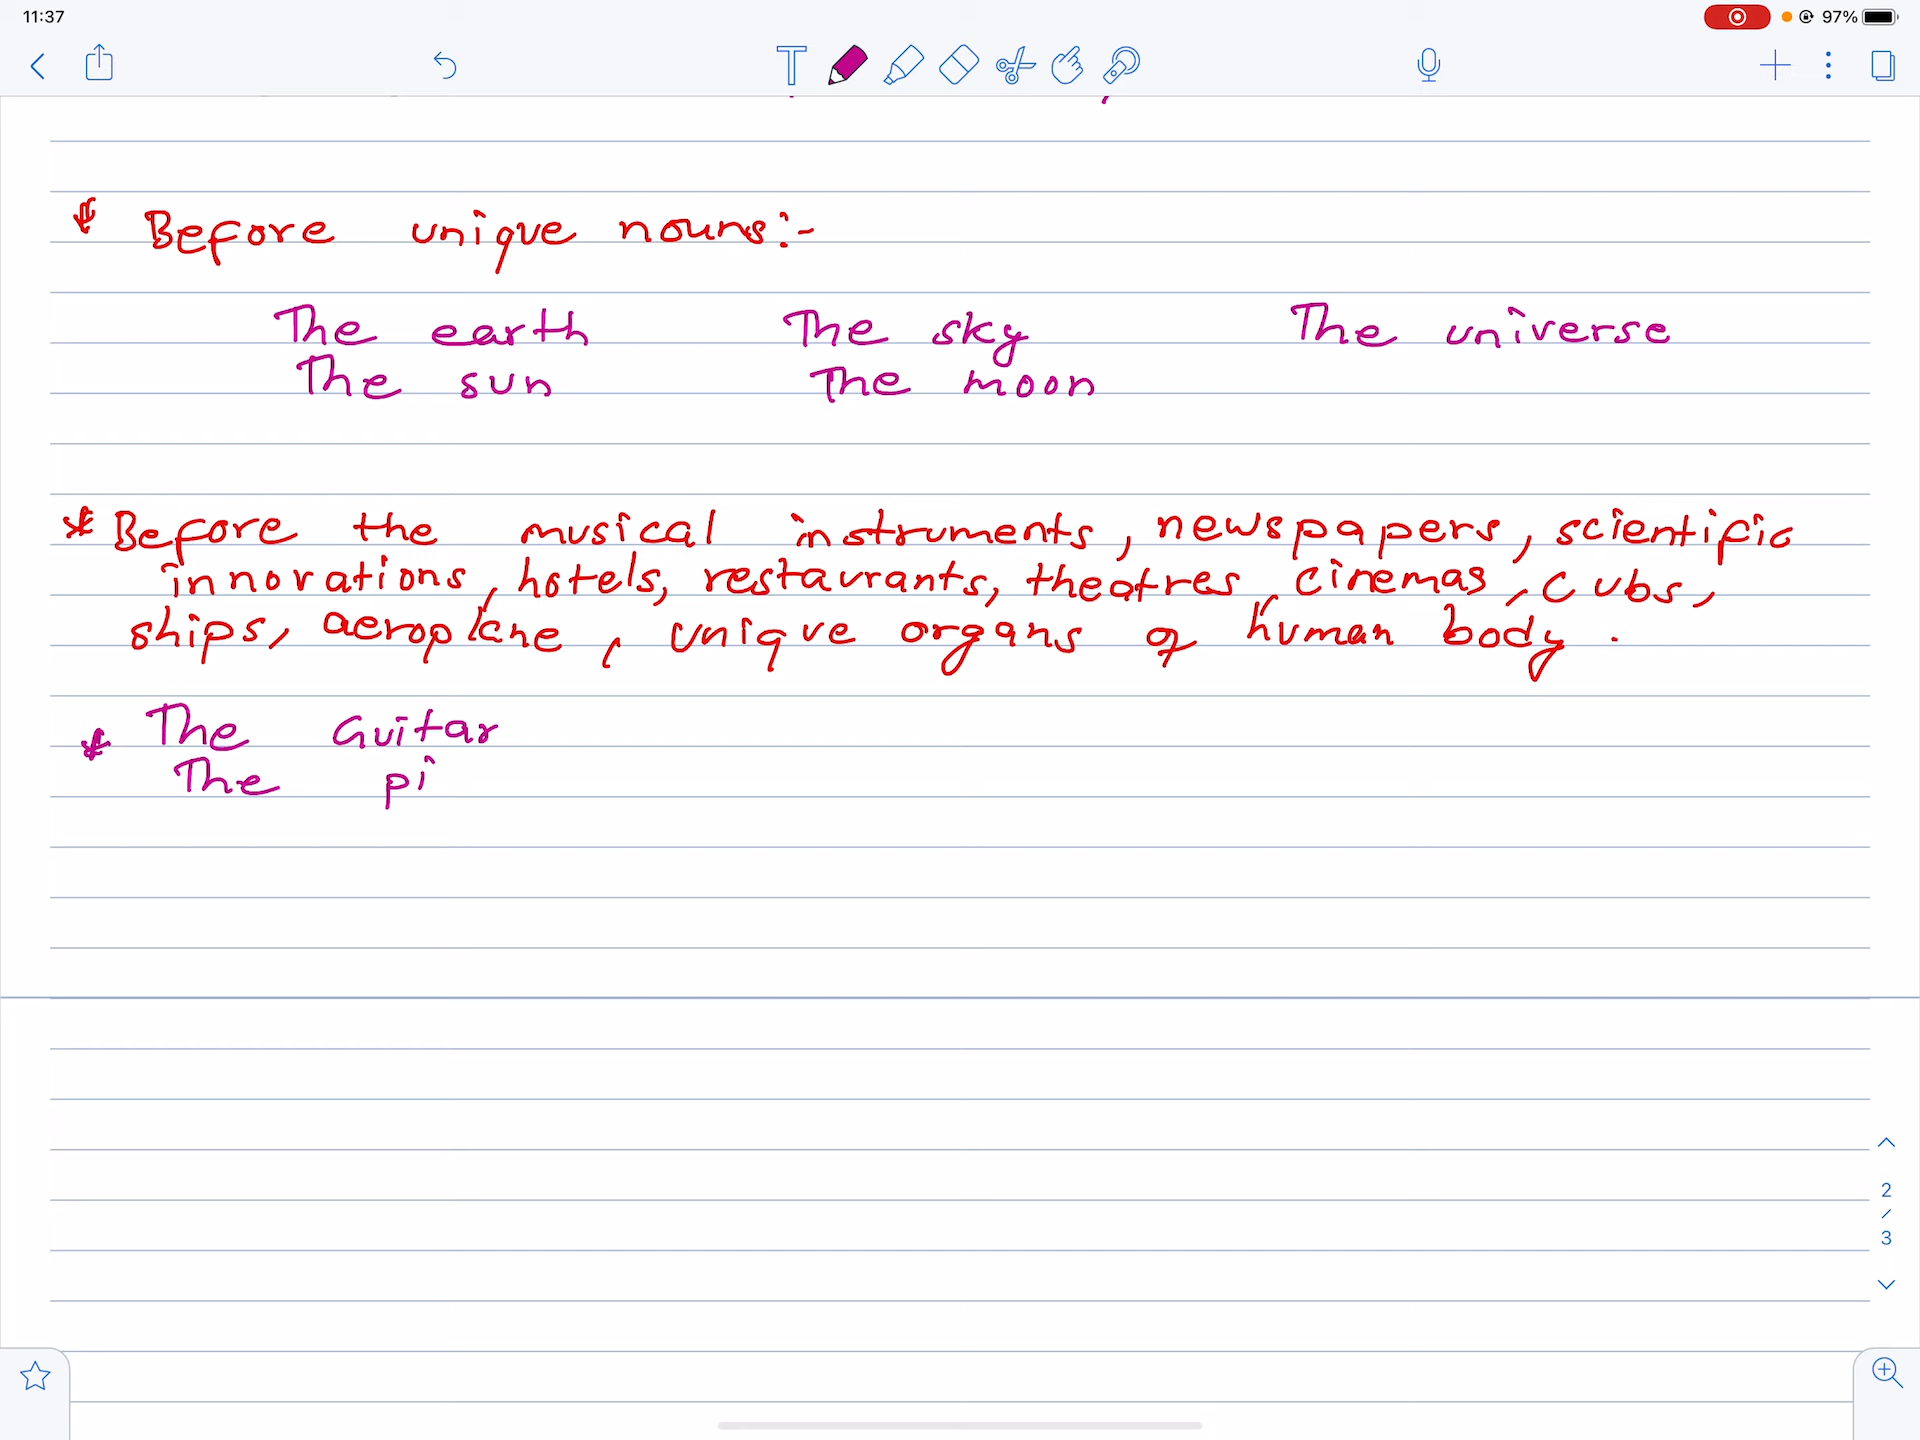 11:37
97%
Before unique nouns:-
The earth The sky The universe
The sun The moon
* Before the musical instruments, newspapers, scientific
innovations, hotels, restaurants, theatres, cinemas, cubs,
ships, aeroplane, unique organs of human body.
* The Guitar
The pi
2
/
3